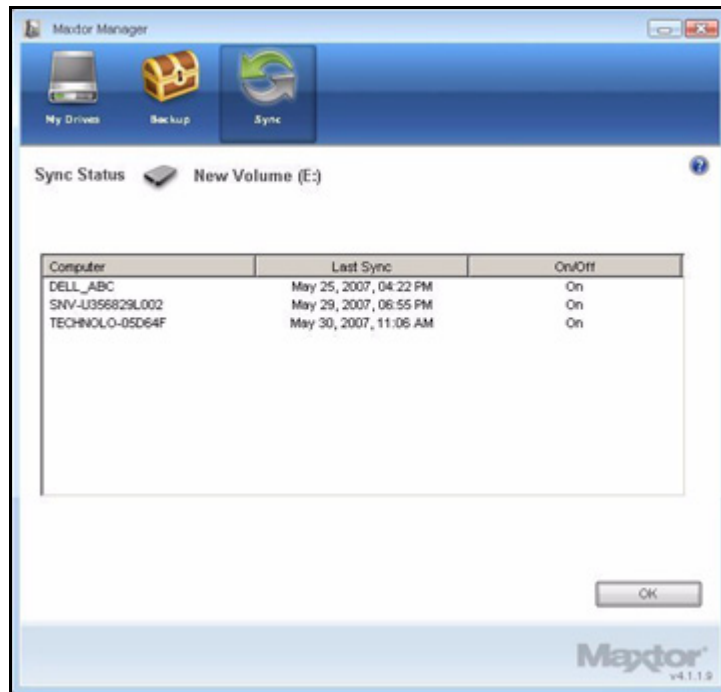 Maxtor Manager
My Drives Backup Sync
Sync Status New Volume (E:)
Computer Last Sync On/Off
DELL_ABC May 25, 2007, 04:22 PM On
SNV-U356829L002 May 29, 2007, 06:55 PM On
TECHNOLO-05D64F May 30, 2007, 11:06 AM On
OK
Maxtor
v4.1.1.9